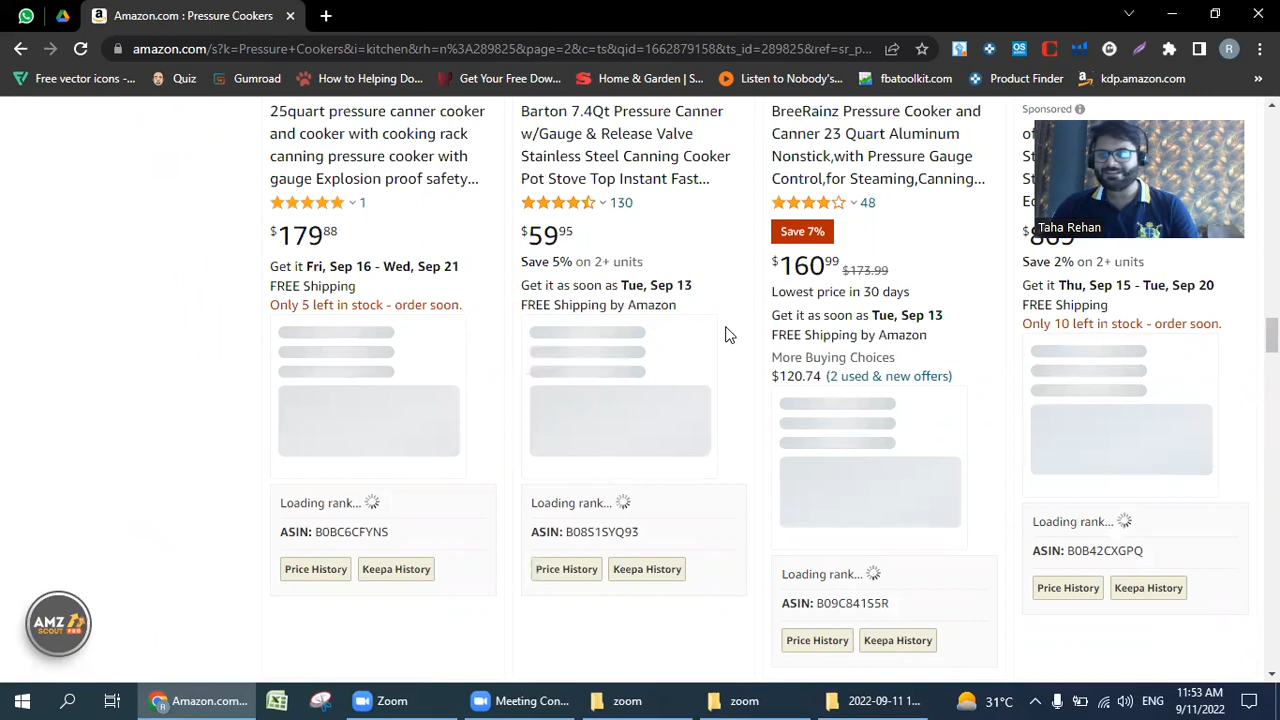 Amazon.com : Pressure Cookers
amazon.com/s?k=Pressure+Cookers&i=kitchen&rh=n%3A289825&page=2&c=ts&qid=1662879158&ts_id=289825&ref=sr_p...
Free vector icons -... Quiz Gumroad How to Helping Do... Get Your Free Dow... Home & Garden | S... Listen to Nobody's... fbatoolkit.com Product Finder kdp.amazon.com »
25quart pressure canner cooker
and cooker with cooking rack
canning pressure cooker with
gauge Explosion proof safety...
1
$179 88
Get it Fri, Sep 16 - Wed, Sep 21
FREE Shipping
Only 5 left in stock - order soon.
Loading rank...
ASIN: B0BC6CFYNS
Price History Keepa History
Barton 7.4Qt Pressure Canner
w/Gauge & Release Valve
Stainless Steel Canning Cooker
Pot Stove Top Instant Fast...
130
$59 95
Save 5% on 2+ units
Get it as soon as Tue, Sep 13
FREE Shipping by Amazon
Loading rank...
ASIN: B08S1SYQ93
Price History Keepa History
BreeRainz Pressure Cooker and
Canner 23 Quart Aluminum
Nonstick,with Pressure Gauge
Control,for Steaming,Canning...
48
Save 7%
$160 99 $173.99
Lowest price in 30 days
Get it as soon as Tue, Sep 13
FREE Shipping by Amazon
More Buying Choices
$120.74 (2 used & new offers)
Loading rank...
ASIN: B09C841S5R
Price History Keepa History
Sponsored
Taha Rehan
Save 2% on 2+ units
Get it Thu, Sep 15 - Tue, Sep 20
FREE Shipping
Only 10 left in stock - order soon.
Loading rank...
ASIN: B0B42CXGPQ
Price History Keepa History
AMZ
SCOUT PRO
Amazon.com... Zoom Meeting Con... zoom zoom 2022-09-11 1... 31°C ENG
11:53 AM
9/11/2022